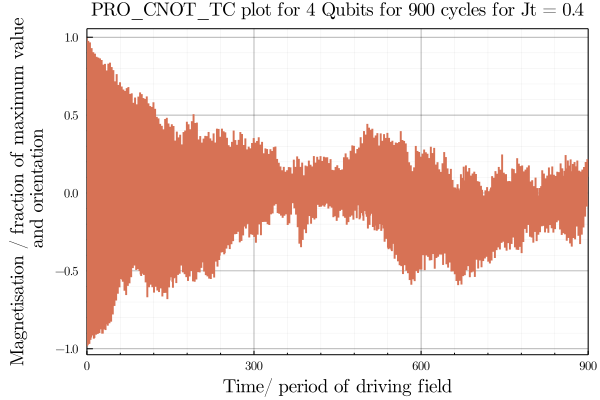 PRO_CNOT_TC plot for 4 Qubits for 900 cycles for Jt = 0.4
Magnetisation / fraction of maximum value
and orientation
1.0
0.5
0.0
−0.5
−1.0
0
300
600
900
Time/ period of driving field